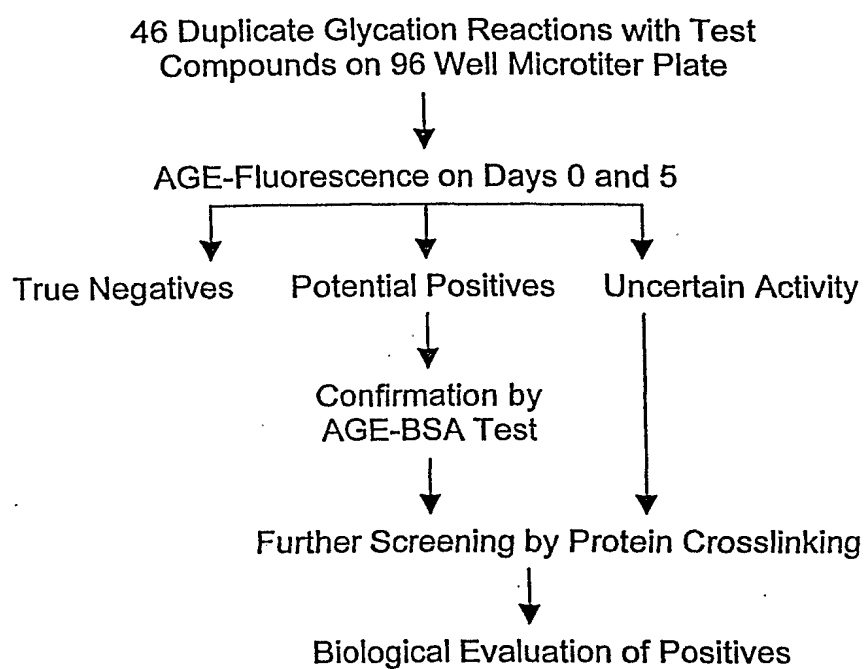 46 Duplicate Glycation Reactions with Test
Compounds on 96 Well Microtiter Plate
AGE-Fluorescence on Days 0 and 5
True Negatives
Potential Positives
Uncertain Activity
Confirmation by
AGE-BSA Test
Further Screening by Protein Crosslinking
Biological Evaluation of Positives